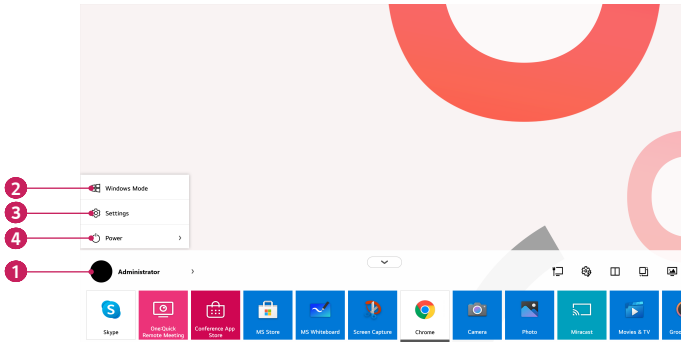 2
Windows Mode
3
Settings
4
Power
1
Administrator
Skype
One:Quick
Remote Meeting
Conference App
Store
MS Store
MS Whiteboard
Screen Capture
Chrome
Camera
Photo
Miracast
Movies & TV
Groo